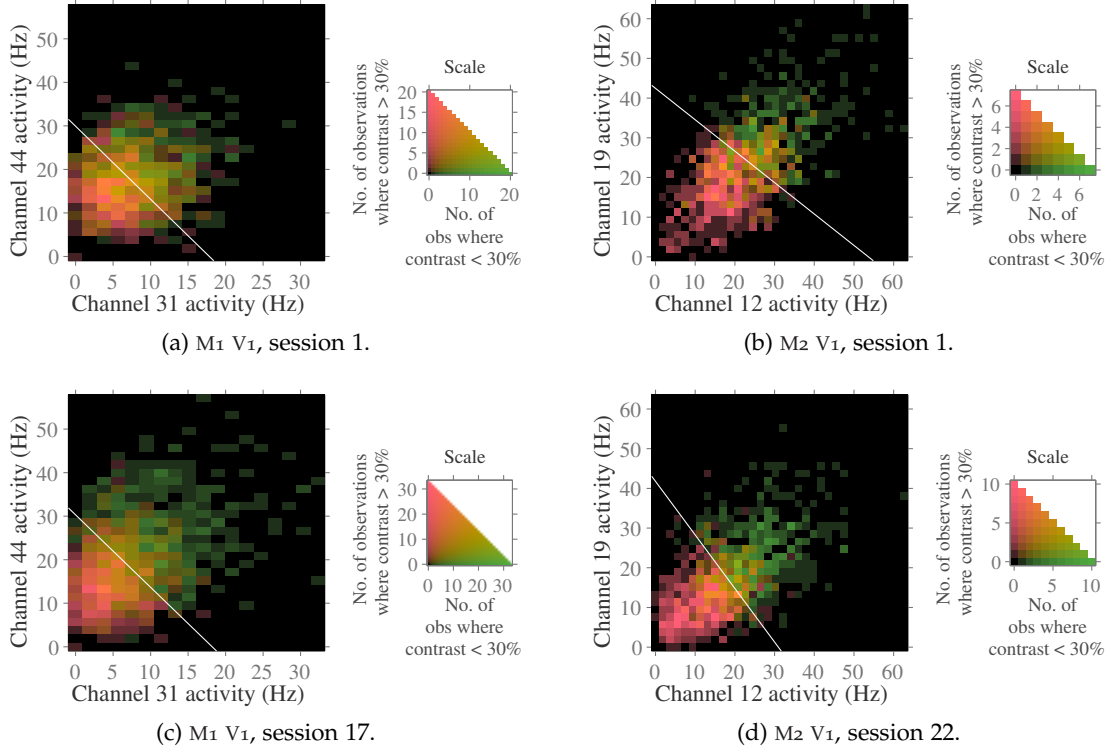 50
40
30
20
10
0
Channel 44 activity (Hz)
0 5 10 15 20 25 30
Channel 31 activity (Hz)
No. of observations
where contrast > 30%
Scale
20
15
10
5
0
0 10 20
No. of
obs where
contrast < 30%
(a) M1 V1, session 1.
60
50
40
30
20
10
0
Channel 19 activity (Hz)
0 10 20 30 40 50 60
Channel 12 activity (Hz)
No. of observations
where contrast > 30%
Scale
6
4
2
0
0 2 4 6
No. of
obs where
contrast < 30%
(b) M2 V1, session 1.
50
40
30
20
10
0
Channel 44 activity (Hz)
0 5 10 15 20 25 30
Channel 31 activity (Hz)
No. of observations
where contrast > 30%
Scale
30
20
10
0
0 10 20 30
No. of
obs where
contrast < 30%
(c) M1 V1, session 17.
60
50
40
30
20
10
0
Channel 19 activity (Hz)
0 10 20 30 40 50 60
Channel 12 activity (Hz)
No. of observations
where contrast > 30%
Scale
10
5
0
0 5 10
No. of
obs where
contrast < 30%
(d) M2 V1, session 22.